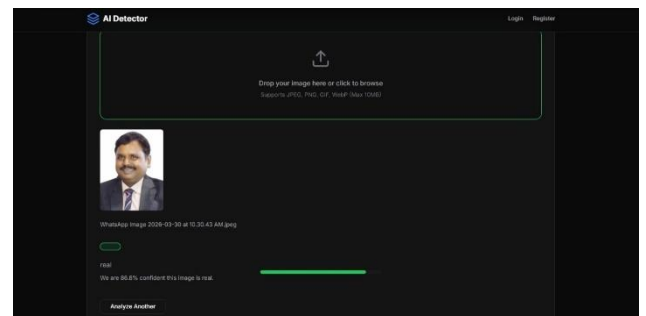 AI Detector
Login Register
Drop your image here or click to browse
Supports JPEG, PNG, GIF, WebP (Max 10MB)
WhatsApp Image 2026-03-30 at 10.30.43 AM.jpeg
real
We are 86.8% confident this image is real.
Analyze Another